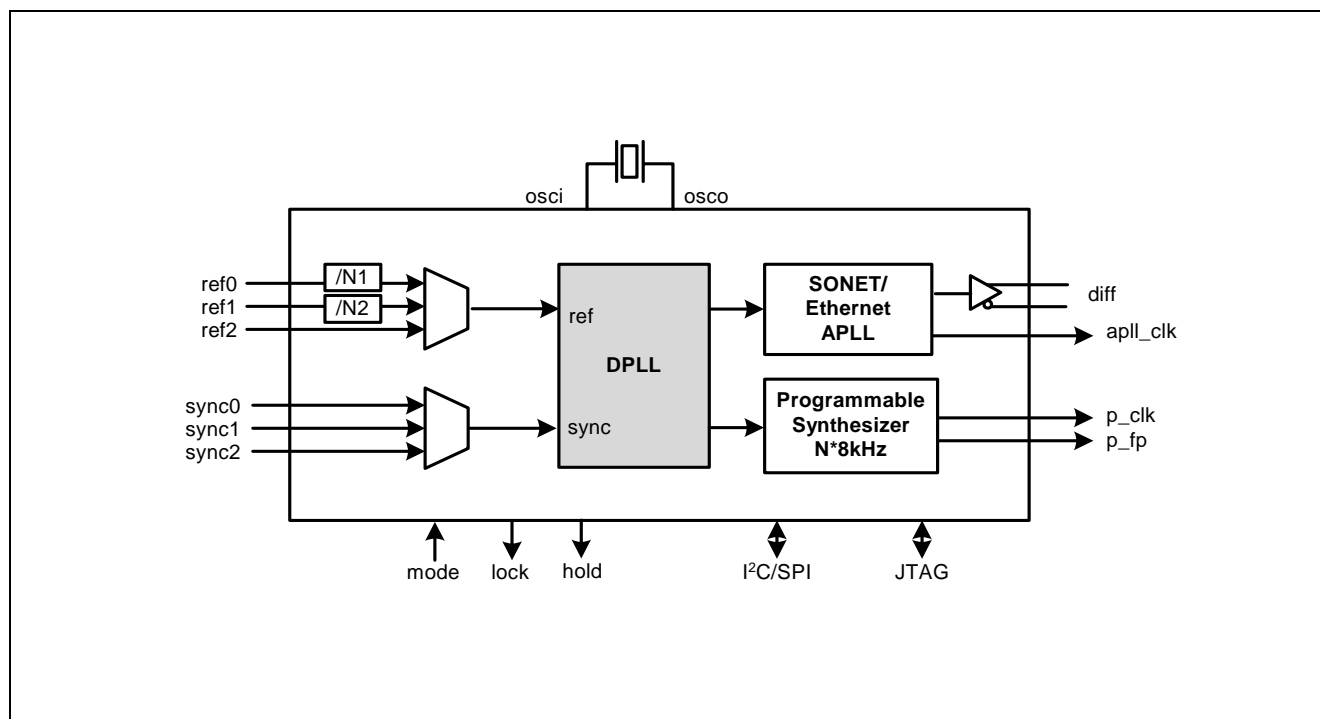 osci
osco
ref0
/N1
ref1
/N2
ref2
ref
DPLL
sync
SONET/
Ethernet
APLL
diff
apll_clk
sync0
sync1
sync2
Programmable
Synthesizer
N*8kHz
p_clk
p_fp
mode
lock
hold
I²C/SPI
JTAG